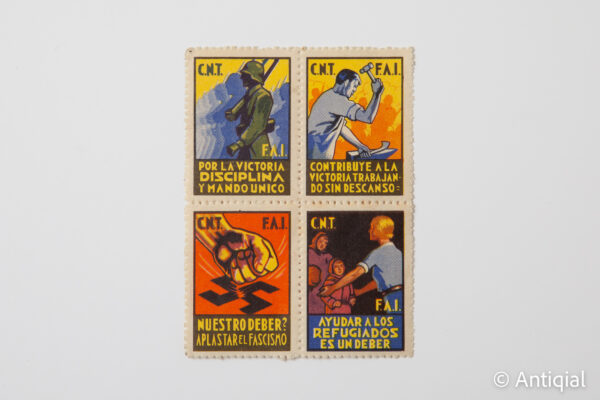 C.N.T.
F.A.I.
POR LA VICTORIA
DISCIPLINA
Y MANDO UNICO
C.N.T. F.A.I.
CONTRIBUYE A LA
VICTORIA TRABAJAN-
DO SIN DESCANSO=
C.N.T. F.A.I.
NUESTRO DEBER?
APLASTAR EL FASCISMO
C.N.T.
F.A.I.
AYUDAR A LOS
REFUGIADOS
ES UN DEBER
© Antiqial